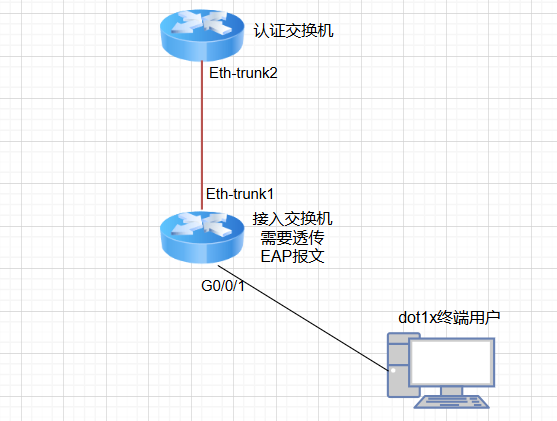 认证交换机
Eth-trunk2
Eth-trunk1
接入交换机
需要透传
EAP报文
G0/0/1
dot1x终端用户